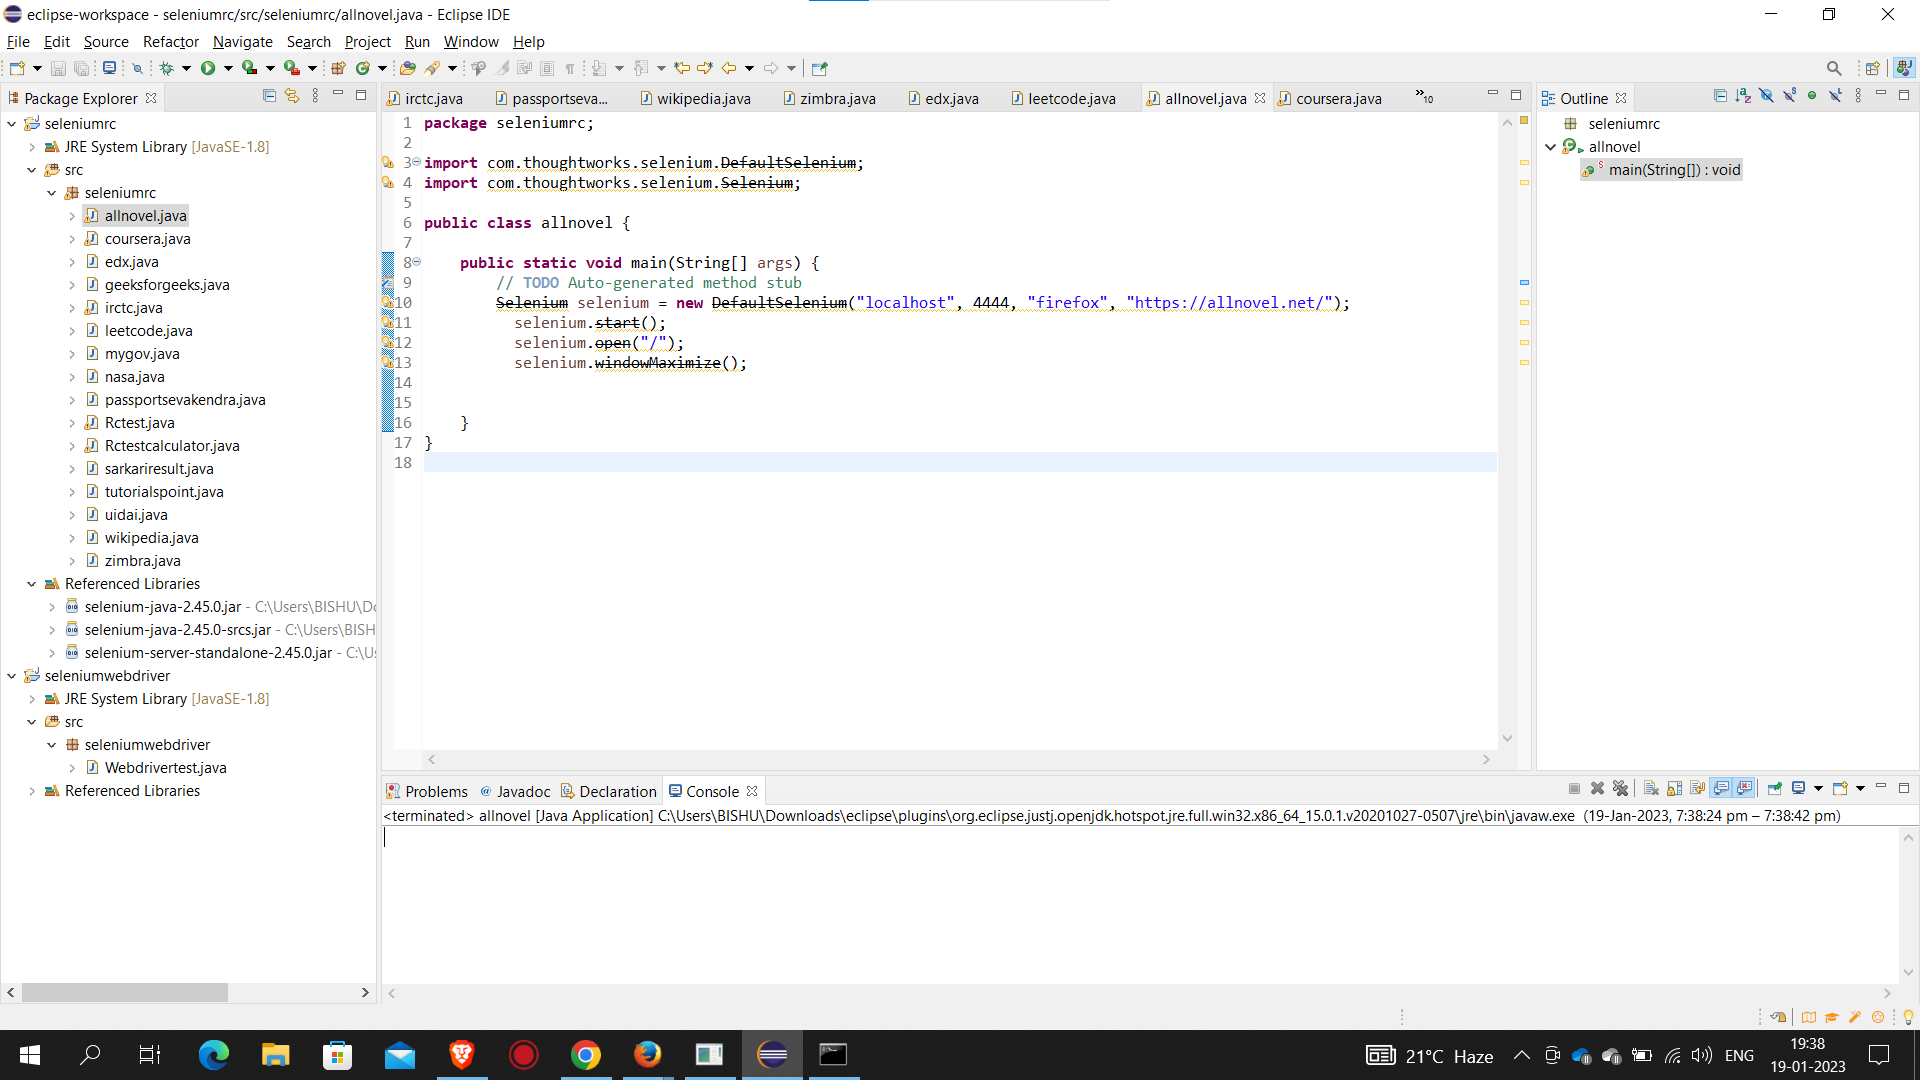 eclipse-workspace - seleniumrc/src/seleniumrc/allnovel.java - Eclipse IDE
File Edit Source Refactor Navigate Search Project Run Window Help
Package Explorer
seleniumrc
JRE System Library [JavaSE-1.8]
src
seleniumrc
allnovel.java
coursera.java
edx.java
geeksforgeeks.java
irctc.java
leetcode.java
mygov.java
nasa.java
passportsevakendra.java
Rctest.java
Rctestcalculator.java
sarkariresult.java
tutorialspoint.java
uidai.java
wikipedia.java
zimbra.java
Referenced Libraries
selenium-java-2.45.0.jar - C:\Users\BISHU\Do
selenium-java-2.45.0-srcs.jar - C:\Users\BISH
selenium-server-standalone-2.45.0.jar - C:\Us
seleniumwebdriver
JRE System Library [JavaSE-1.8]
src
seleniumwebdriver
Webdrivertest.java
Referenced Libraries
irctc.java passportseva... wikipedia.java zimbra.java edx.java leetcode.java allnovel.java coursera.java »10
1 package seleniumrc;
2
3 import com.thoughtworks.selenium.DefaultSelenium;
4 import com.thoughtworks.selenium.Selenium;
5
6 public class allnovel {
7
8 public static void main(String[] args) {
9 // TODO Auto-generated method stub
10 Selenium selenium = new DefaultSelenium("localhost", 4444, "firefox", "https://allnovel.net/");
11 selenium.start();
12 selenium.open("/");
13 selenium.windowMaximize();
14
15
16 }
17 }
18
Outline
seleniumrc
allnovel
main(String[]) : void
Problems @ Javadoc Declaration Console
<terminated> allnovel [Java Application] C:\Users\BISHU\Downloads\eclipse\plugins\org.eclipse.justj.openjdk.hotspot.jre.full.win32.x86_64_15.0.1.v20201027-0507\jre\bin\javaw.exe (19-Jan-2023, 7:38:24 pm – 7:38:42 pm)
21°C Haze ENG 19:38
19-01-2023